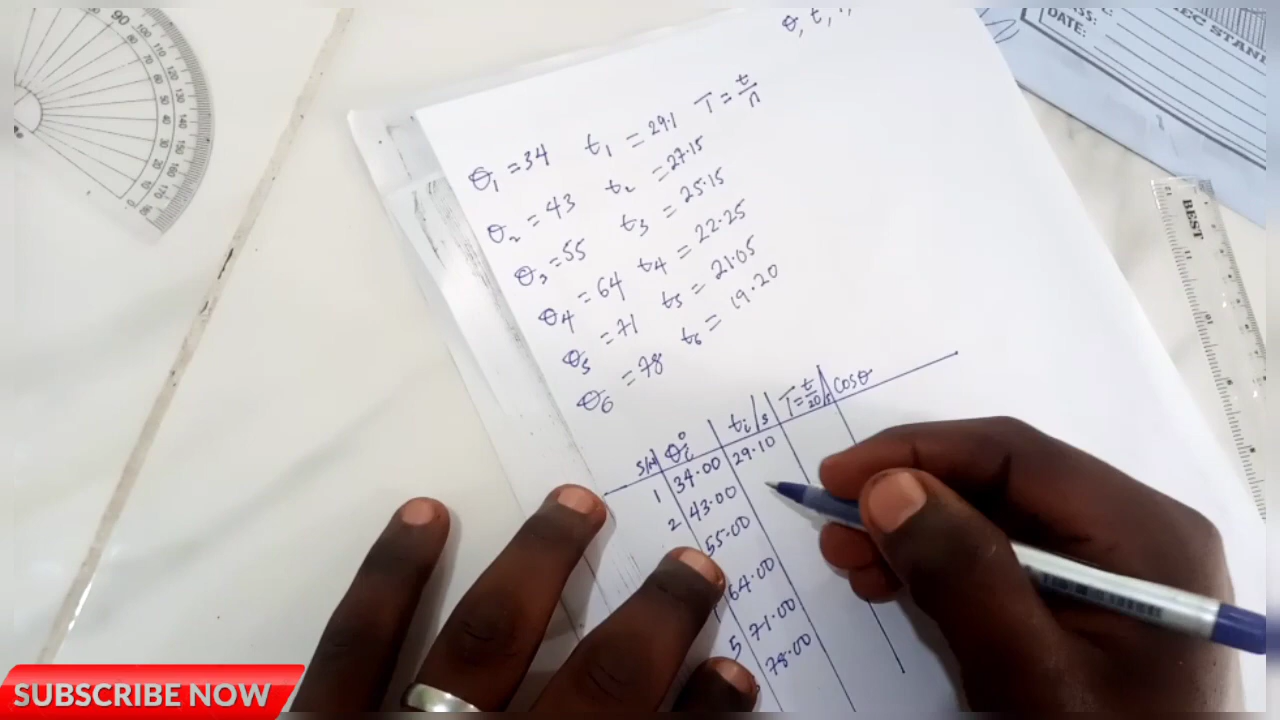 θ, t,
θ₁ = 34 t₁ = 29.1 T = t/n
θ₂ = 43 t₂ = 27.15
θ₃ = 55 t₃ = 25.15
θ₄ = 64 t₄ = 22.25
θ₅ = 71 t₅ = 21.05
θ₆ = 78 t₆ = 19.20
S/N θᵢ° tᵢ/s T = t/20/s Cosθ
1 34.00 29.10
2 43.00
55.00
64.00
5 71.00
78.00
DATE:
BEST
SUBSCRIBE NOW